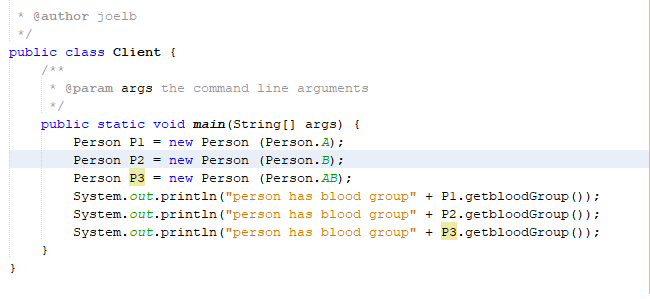 * @author joelb
*/
public class Client {
/**
* @param args the command line arguments
*/
public static void main(String[] args) {
Person P1 = new Person (Person.A);
Person P2 = new Person (Person.B);
Person P3 = new Person (Person.AB);
System.out.println("person has blood group" + P1.getbloodGroup());
System.out.println("person has blood group" + P2.getbloodGroup());
System.out.println("person has blood group" + P3.getbloodGroup());
}
}